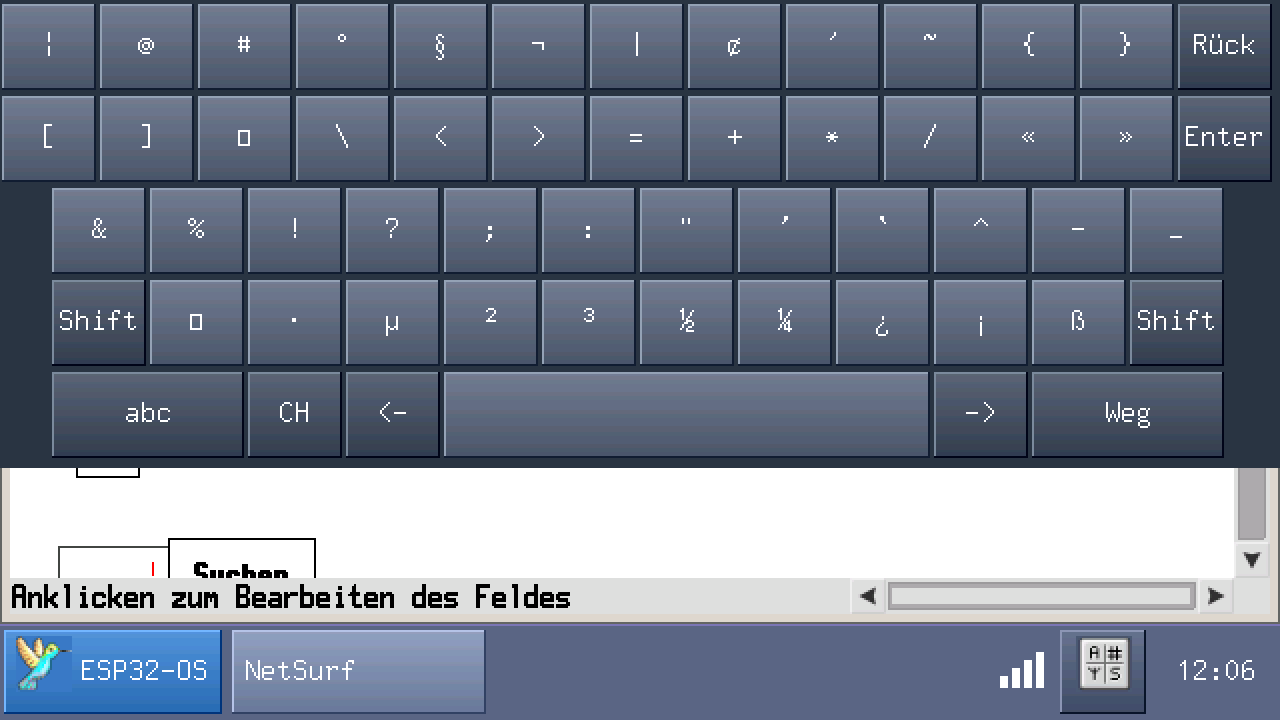 ¦ @ # ° § ¬ | ¢ ´ ~ { } Rück
[ ] \ < > = + * / « » Enter
& % ! ? ; : " ' ` ^ - _
Shift · µ ² ³ ½ ¼ ¿ ¡ ß Shift
abc CH <- -> Weg
Suchen
Anklicken zum Bearbeiten des Feldes
ESP32-OS NetSurf A # Y S 12:06